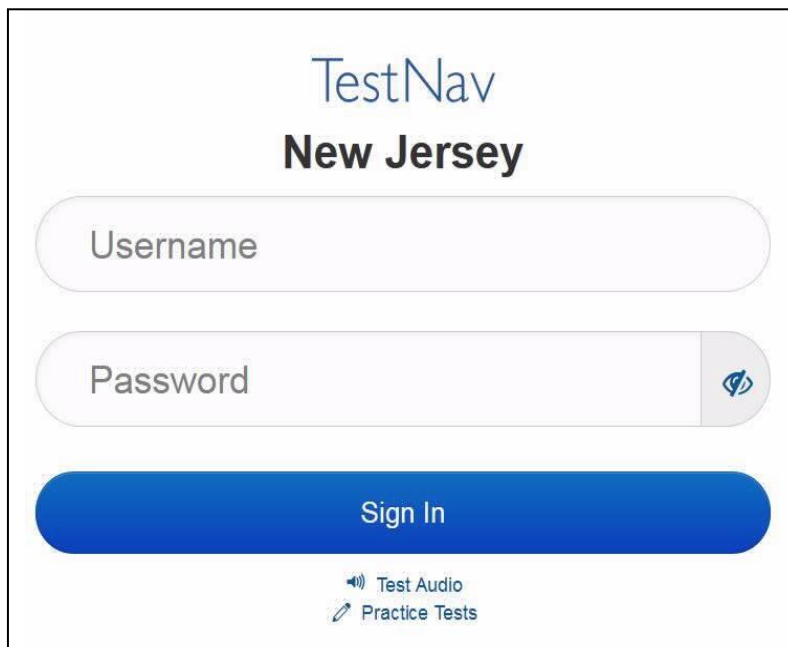 TestNav
New Jersey
Username
Password
Sign In
Test Audio
Practice Tests